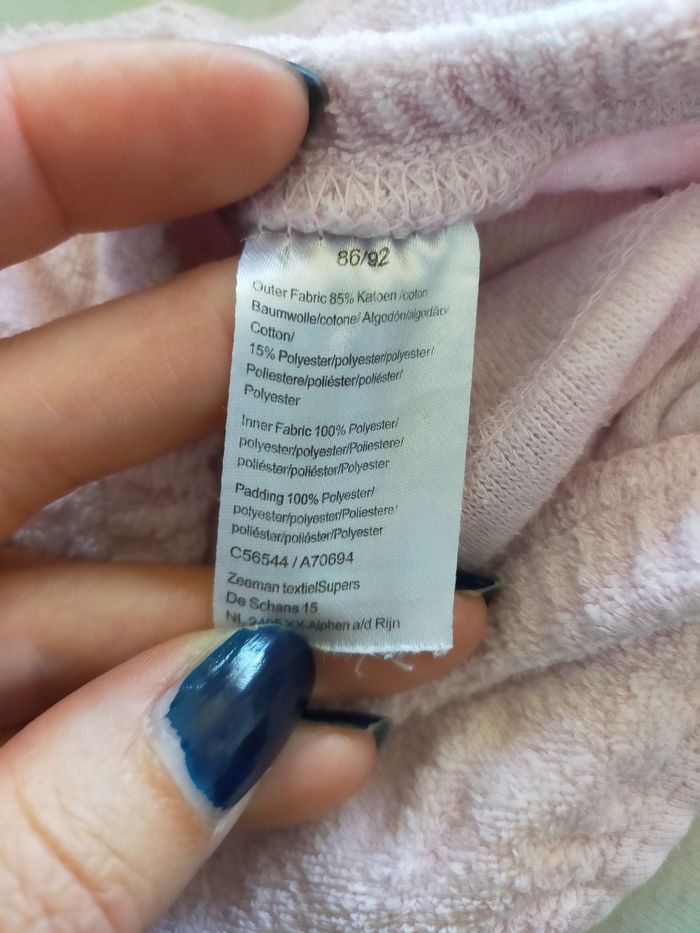 86/92
Outer Fabric 85% Katoen /coton
Baumwolle/cotone/ Algodón/algodão/
Cotton/
15% Polyester/polyester/polyester/
Poliestere/poliéster/poliéster/
Polyester
Inner Fabric 100% Polyester/
polyester/polyester/Poliestere/
poliéster/poliéster/Polyester
Padding 100% Polyester/
polyester/polyester/Poliestere/
poliéster/poliéster/Polyester
C56544 / A70694
Zeeman textielSupers
De Schans 15
NL Alphen a/d Rijn